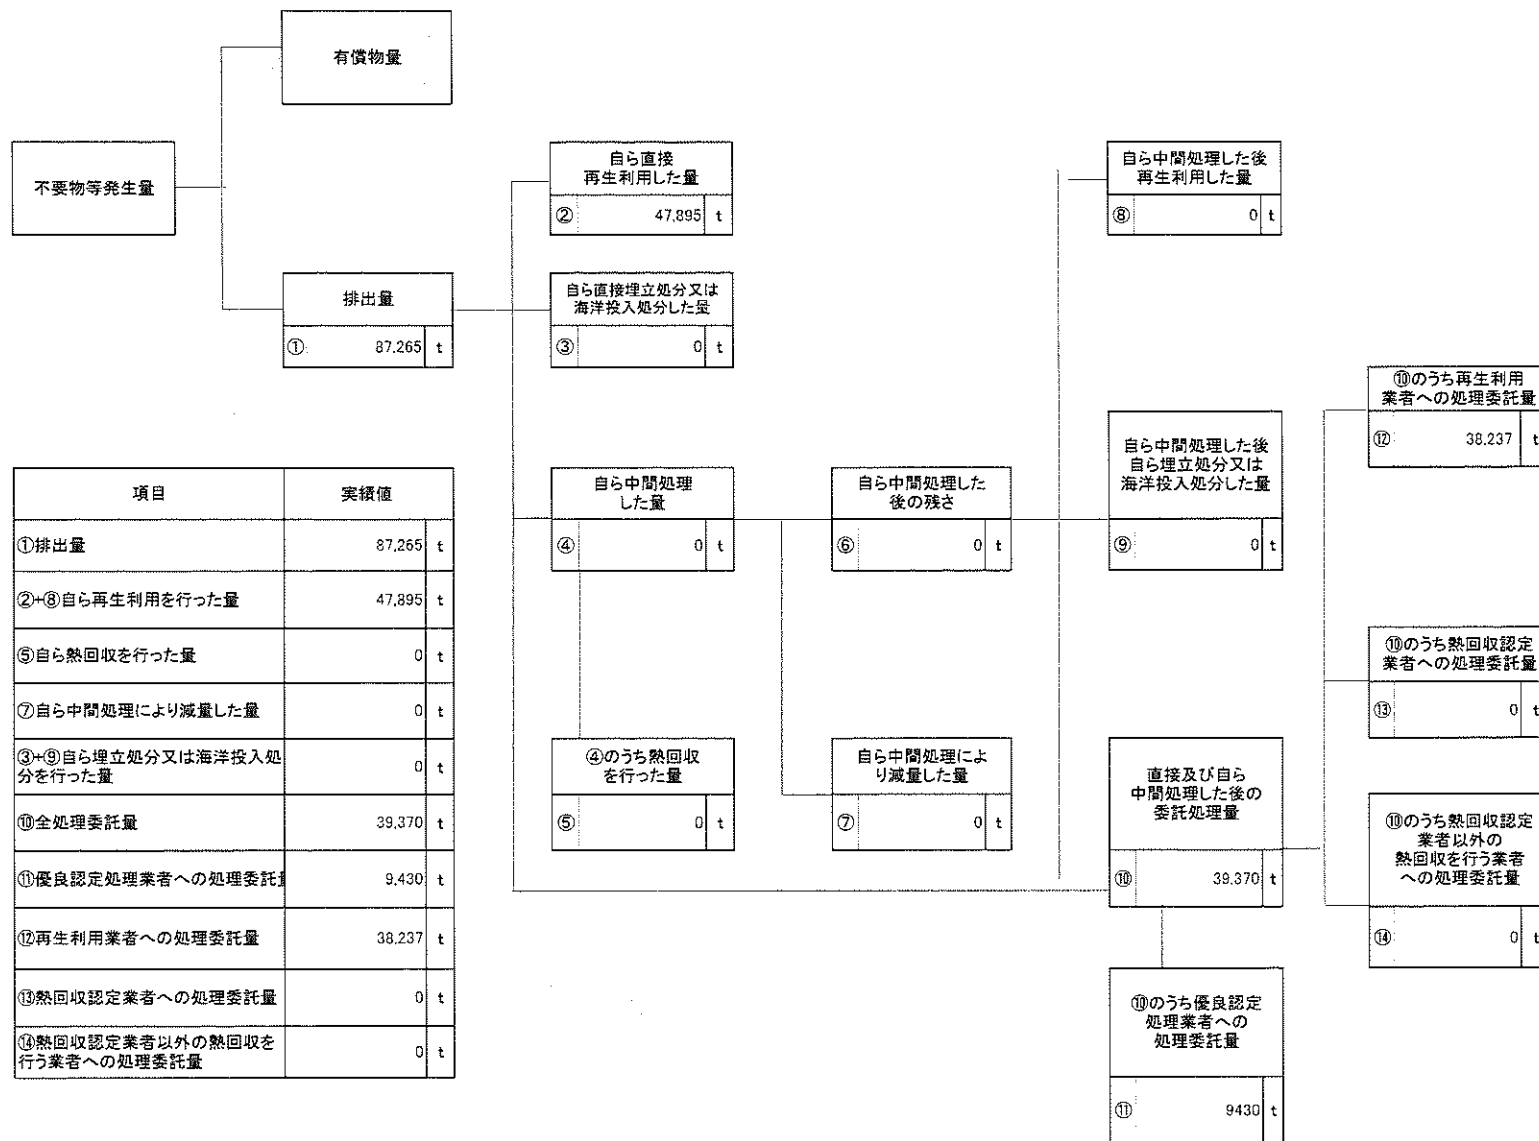 有償物量
不要物等発生量
排出量
① 87,265 t
自ら直接
再生利用した量
② 47,895 t
自ら直接埋立処分又は
海洋投入処分した量
③ 0 t
自ら中間処理
した量
④ 0 t
④のうち熱回収
を行った量
⑤ 0 t
自ら中間処理した
後の残さ
⑥ 0 t
自ら中間処理によ
り減量した量
⑦ 0 t
自ら中間処理した後
再生利用した量
⑧ 0 t
自ら中間処理した後
自ら埋立処分又は
海洋投入処分した量
⑨ 0 t
直接及び自ら
中間処理した後の
委託処理量
⑩ 39,370 t
⑩のうち優良認定
処理業者への
処理委託量
⑪ 9430 t
⑩のうち再生利用
業者への処理委託量
⑫ 38,237 t
⑩のうち熱回収認定
業者への処理委託量
⑬ 0 t
⑩のうち熱回収認定
業者以外の
熱回収を行う業者
への処理委託量
⑭ 0 t
項目 実績値
①排出量 87,265 t
②+⑧自ら再生利用を行った量 47,895 t
⑤自ら熱回収を行った量 0 t
⑦自ら中間処理により減量した量 0 t
③+⑨自ら埋立処分又は海洋投入処
分を行った量 0 t
⑩全処理委託量 39,370 t
⑪優良認定処理業者への処理委託 9,430 t
⑫再生利用業者への処理委託量 38,237 t
⑬熱回収認定業者への処理委託量 0 t
⑭熱回収認定業者以外の熱回収を
行う業者への処理委託量 0 t